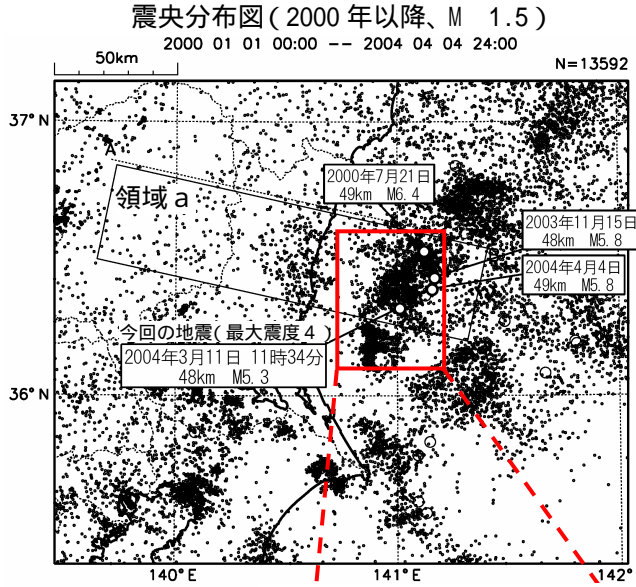 震央分布図(2000年以降、M 1.5)
2000 01 01 00:00 -- 2004 04 04 24:00
50km
N=13592
37°N
A
2000年7月21日
49km M6.4
領域a
2003年11月15日
48km M5.8
2004年4月4日
49km M5.8
今回の地震(最大震度4)
2004年3月11日 11時34分
48km M5.3
36°N
140°E
141°E
142°E